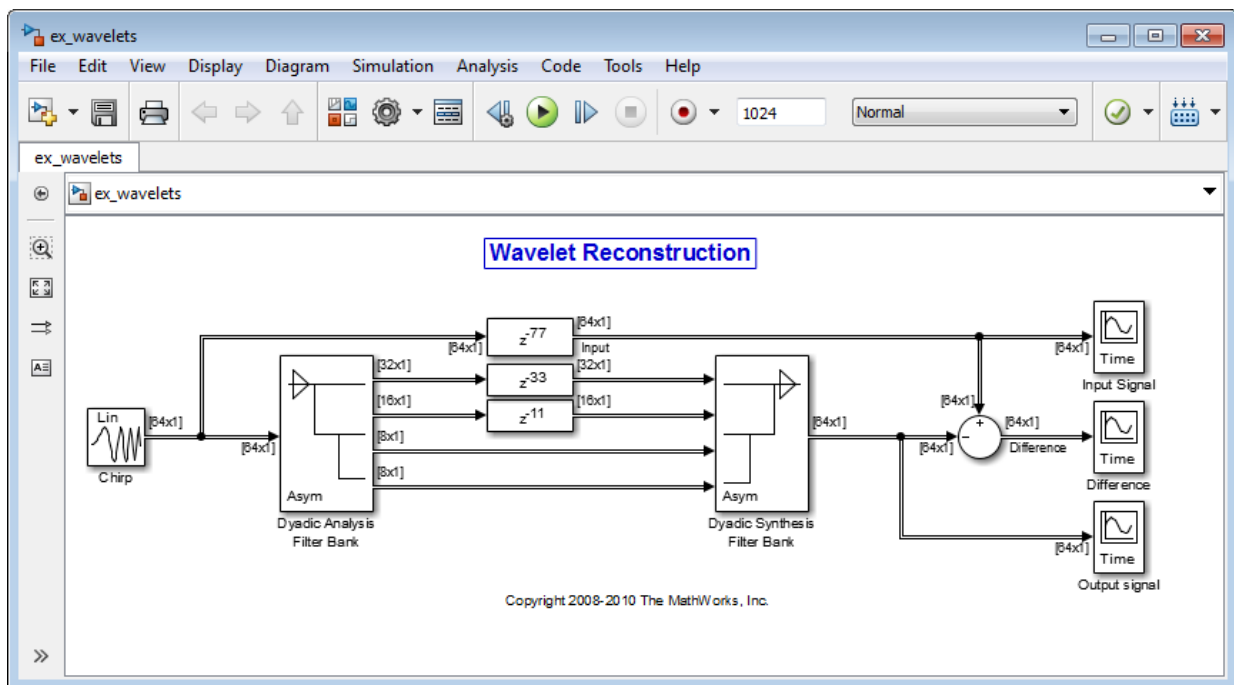 ex_wavelets
File Edit View Display Diagram Simulation Analysis Code Tools Help
1024 Normal
ex_wavelets
ex_wavelets
Wavelet Reconstruction
[64x1]
z-77
[64x1]
Input
[64x1]
Time
Input Signal
[32x1]
z-33
[32x1]
[16x1]
z-11
[16x1]
[8x1]
[8x1]
Lin
[64x1]
Chirp
[64x1]
Asym
Dyadic Analysis
Filter Bank
Asym
Dyadic Synthesis
Filter Bank
[64x1]
[64x1]
[64x1]
+
−
[64x1]
Difference
Time
Difference
[64x1]
Time
Output signal
Copyright 2008-2010 The MathWorks, Inc.